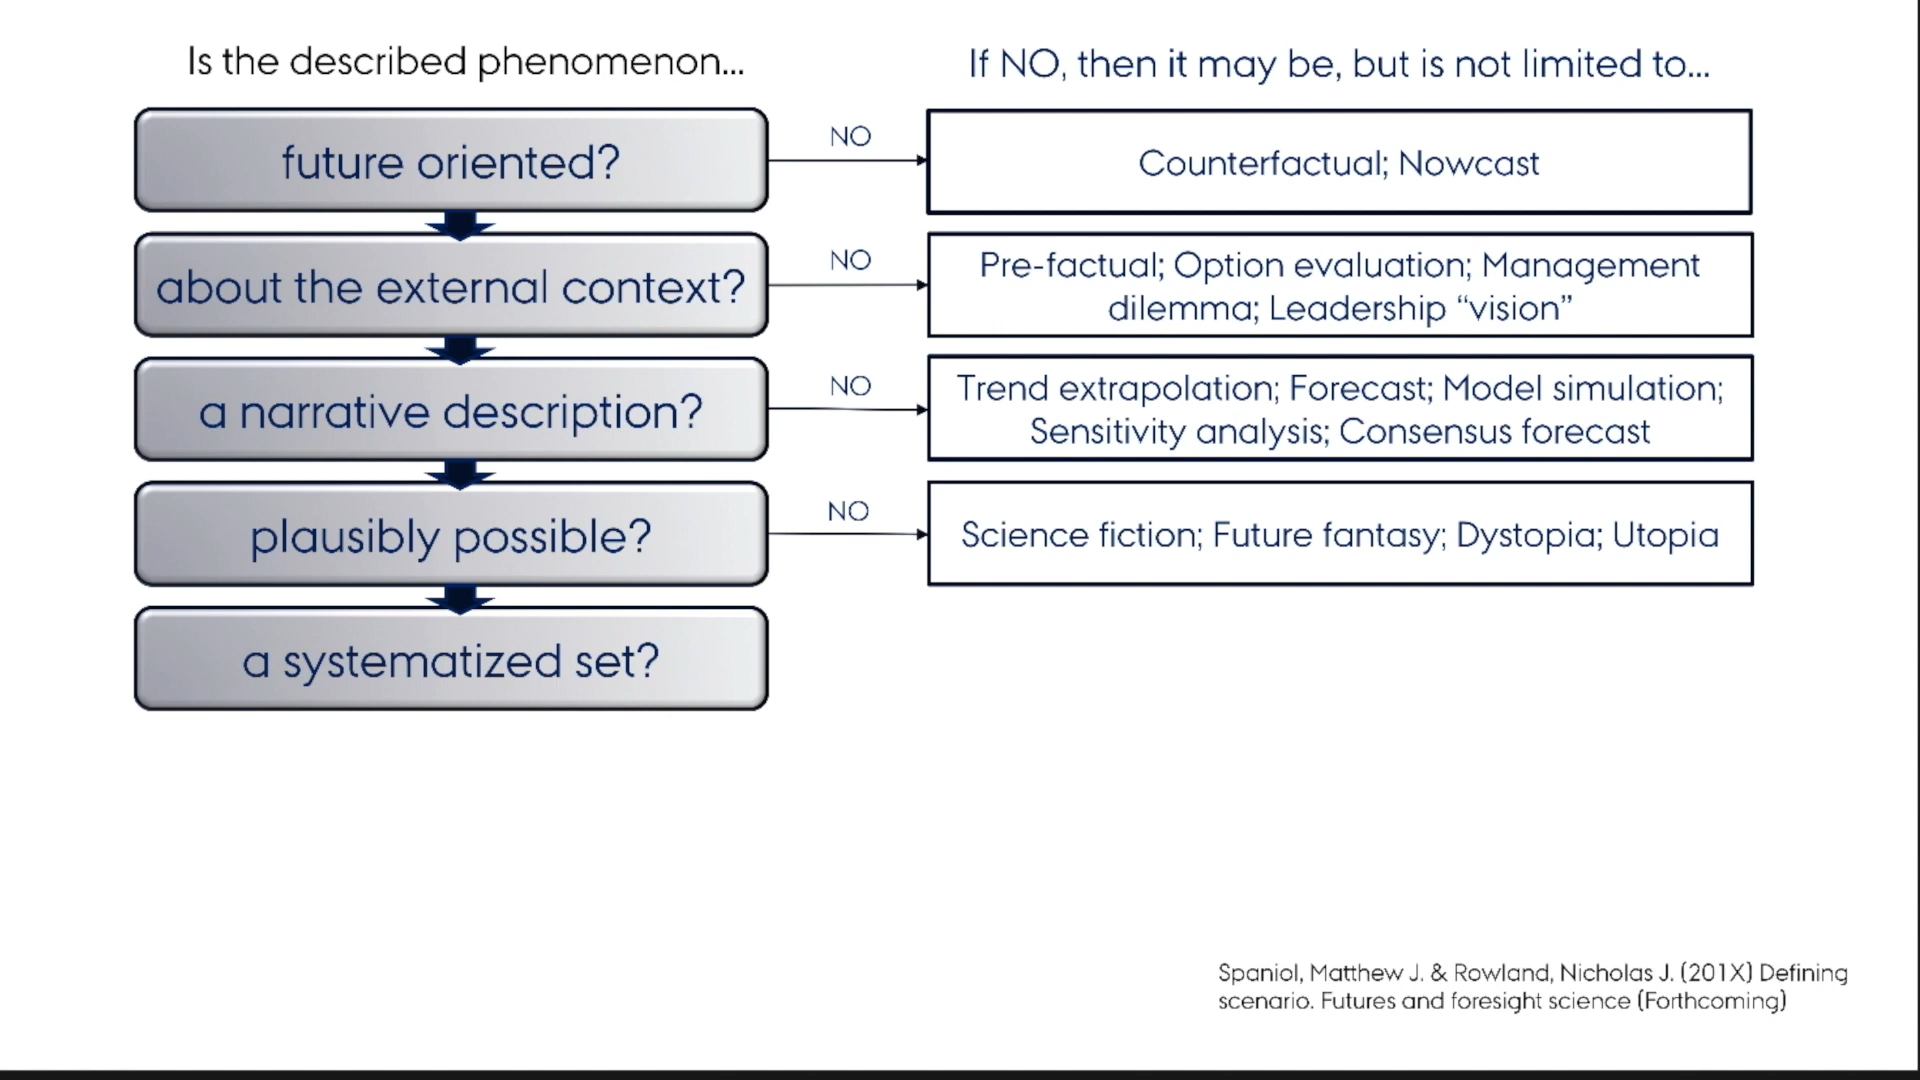 Is the described phenomenon...
If NO, then it may be, but is not limited to...
future oriented?
NO
Counterfactual; Nowcast
about the external context?
NO
Pre-factual; Option evaluation; Management
dilemma; Leadership “vision”
a narrative description?
NO
Trend extrapolation; Forecast; Model simulation;
Sensitivity analysis; Consensus forecast
plausibly possible?
NO
Science fiction; Future fantasy; Dystopia; Utopia
a systematized set?
Spaniol, Matthew J. & Rowland, Nicholas J. (201X) Defining
scenario. Futures and foresight science (Forthcoming)